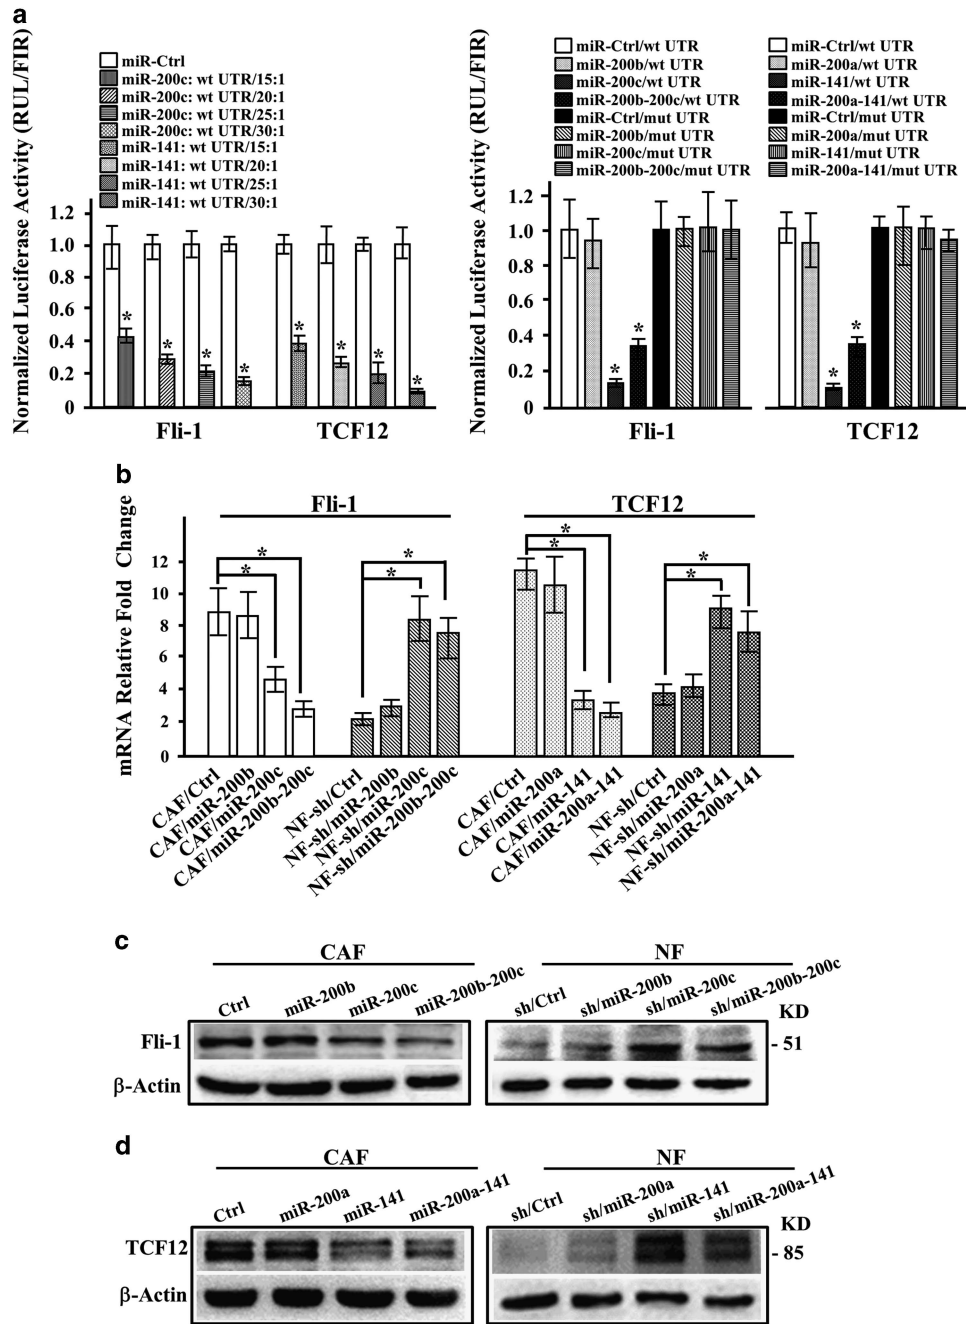 a
Normalized Luciferase Activity (RUL/FIR)
miR-Ctrl
miR-200c: wt UTR/15:1
miR-200c: wt UTR/20:1
miR-200c: wt UTR/25:1
miR-200c: wt UTR/30:1
miR-141: wt UTR/15:1
miR-141: wt UTR/20:1
miR-141: wt UTR/25:1
miR-141: wt UTR/30:1
1.2
1.0
0.8
0.6
0.4
0.2
0
* * * * * * * *
Fli-1 TCF12
Normalized Luciferase Activity (RUL/FIR)
miR-Ctrl/wt UTR
miR-200b/wt UTR
miR-200c/wt UTR
miR-200b-200c/wt UTR
miR-Ctrl/mut UTR
miR-200b/mut UTR
miR-200c/mut UTR
miR-200b-200c/mut UTR
miR-Ctrl/wt UTR
miR-200a/wt UTR
miR-141/wt UTR
miR-200a-141/wt UTR
miR-Ctrl/mut UTR
miR-200a/mut UTR
miR-141/mut UTR
miR-200a-141/mut UTR
1.2
1.0
0.8
0.6
0.4
0.2
0
* * * *
Fli-1 TCF12
b
mRNA Relative Fold Change
Fli-1 TCF12
12
10
8
6
4
2
0
* * * * * * * *
CAF/Ctrl
CAF/miR-200b
CAF/miR-200c
CAF/miR-200b-200c
NF-sh/Ctrl
NF-sh/miR-200b
NF-sh/miR-200c
NF-sh/miR-200b-200c
CAF/Ctrl
CAF/miR-200a
CAF/miR-141
CAF/miR-200a-141
NF-sh/Ctrl
NF-sh/miR-200a
NF-sh/miR-141
NF-sh/miR-200a-141
c
CAF NF
Ctrl miR-200b miR-200c miR-200b-200c sh/Ctrl sh/miR-200b sh/miR-200c sh/miR-200b-200c
KD
Fli-1 - 51
β-Actin
d
CAF NF
Ctrl miR-200a miR-141 miR-200a-141 sh/Ctrl sh/miR-200a sh/miR-141 sh/miR-200a-141
KD
TCF12 - 85
β-Actin